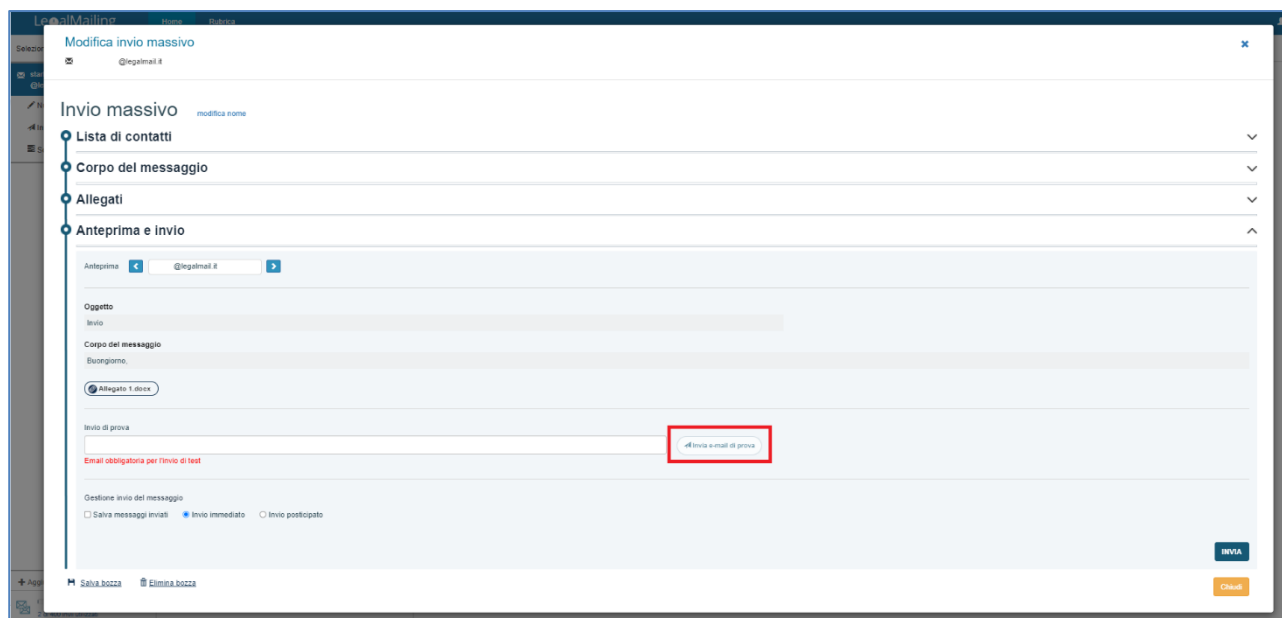 LegalMailing Home Rubrica
Modifica invio massivo
@legalmail.it
Invio massivo modifica nome
Lista di contatti
Corpo del messaggio
Allegati
Anteprima e invio
Anteprima @legalmail.it
Oggetto
Invio
Corpo del messaggio
Buongiorno,
Allegato 1.docx
Invio di prova
Invia e-mail di prova
Email obbligatoria per l'invio di test
Gestione invio del messaggio
Salva messaggi inviati Invio immediato Invio posticipato
INVIA
Salva bozza Elimina bozza
Chiudi